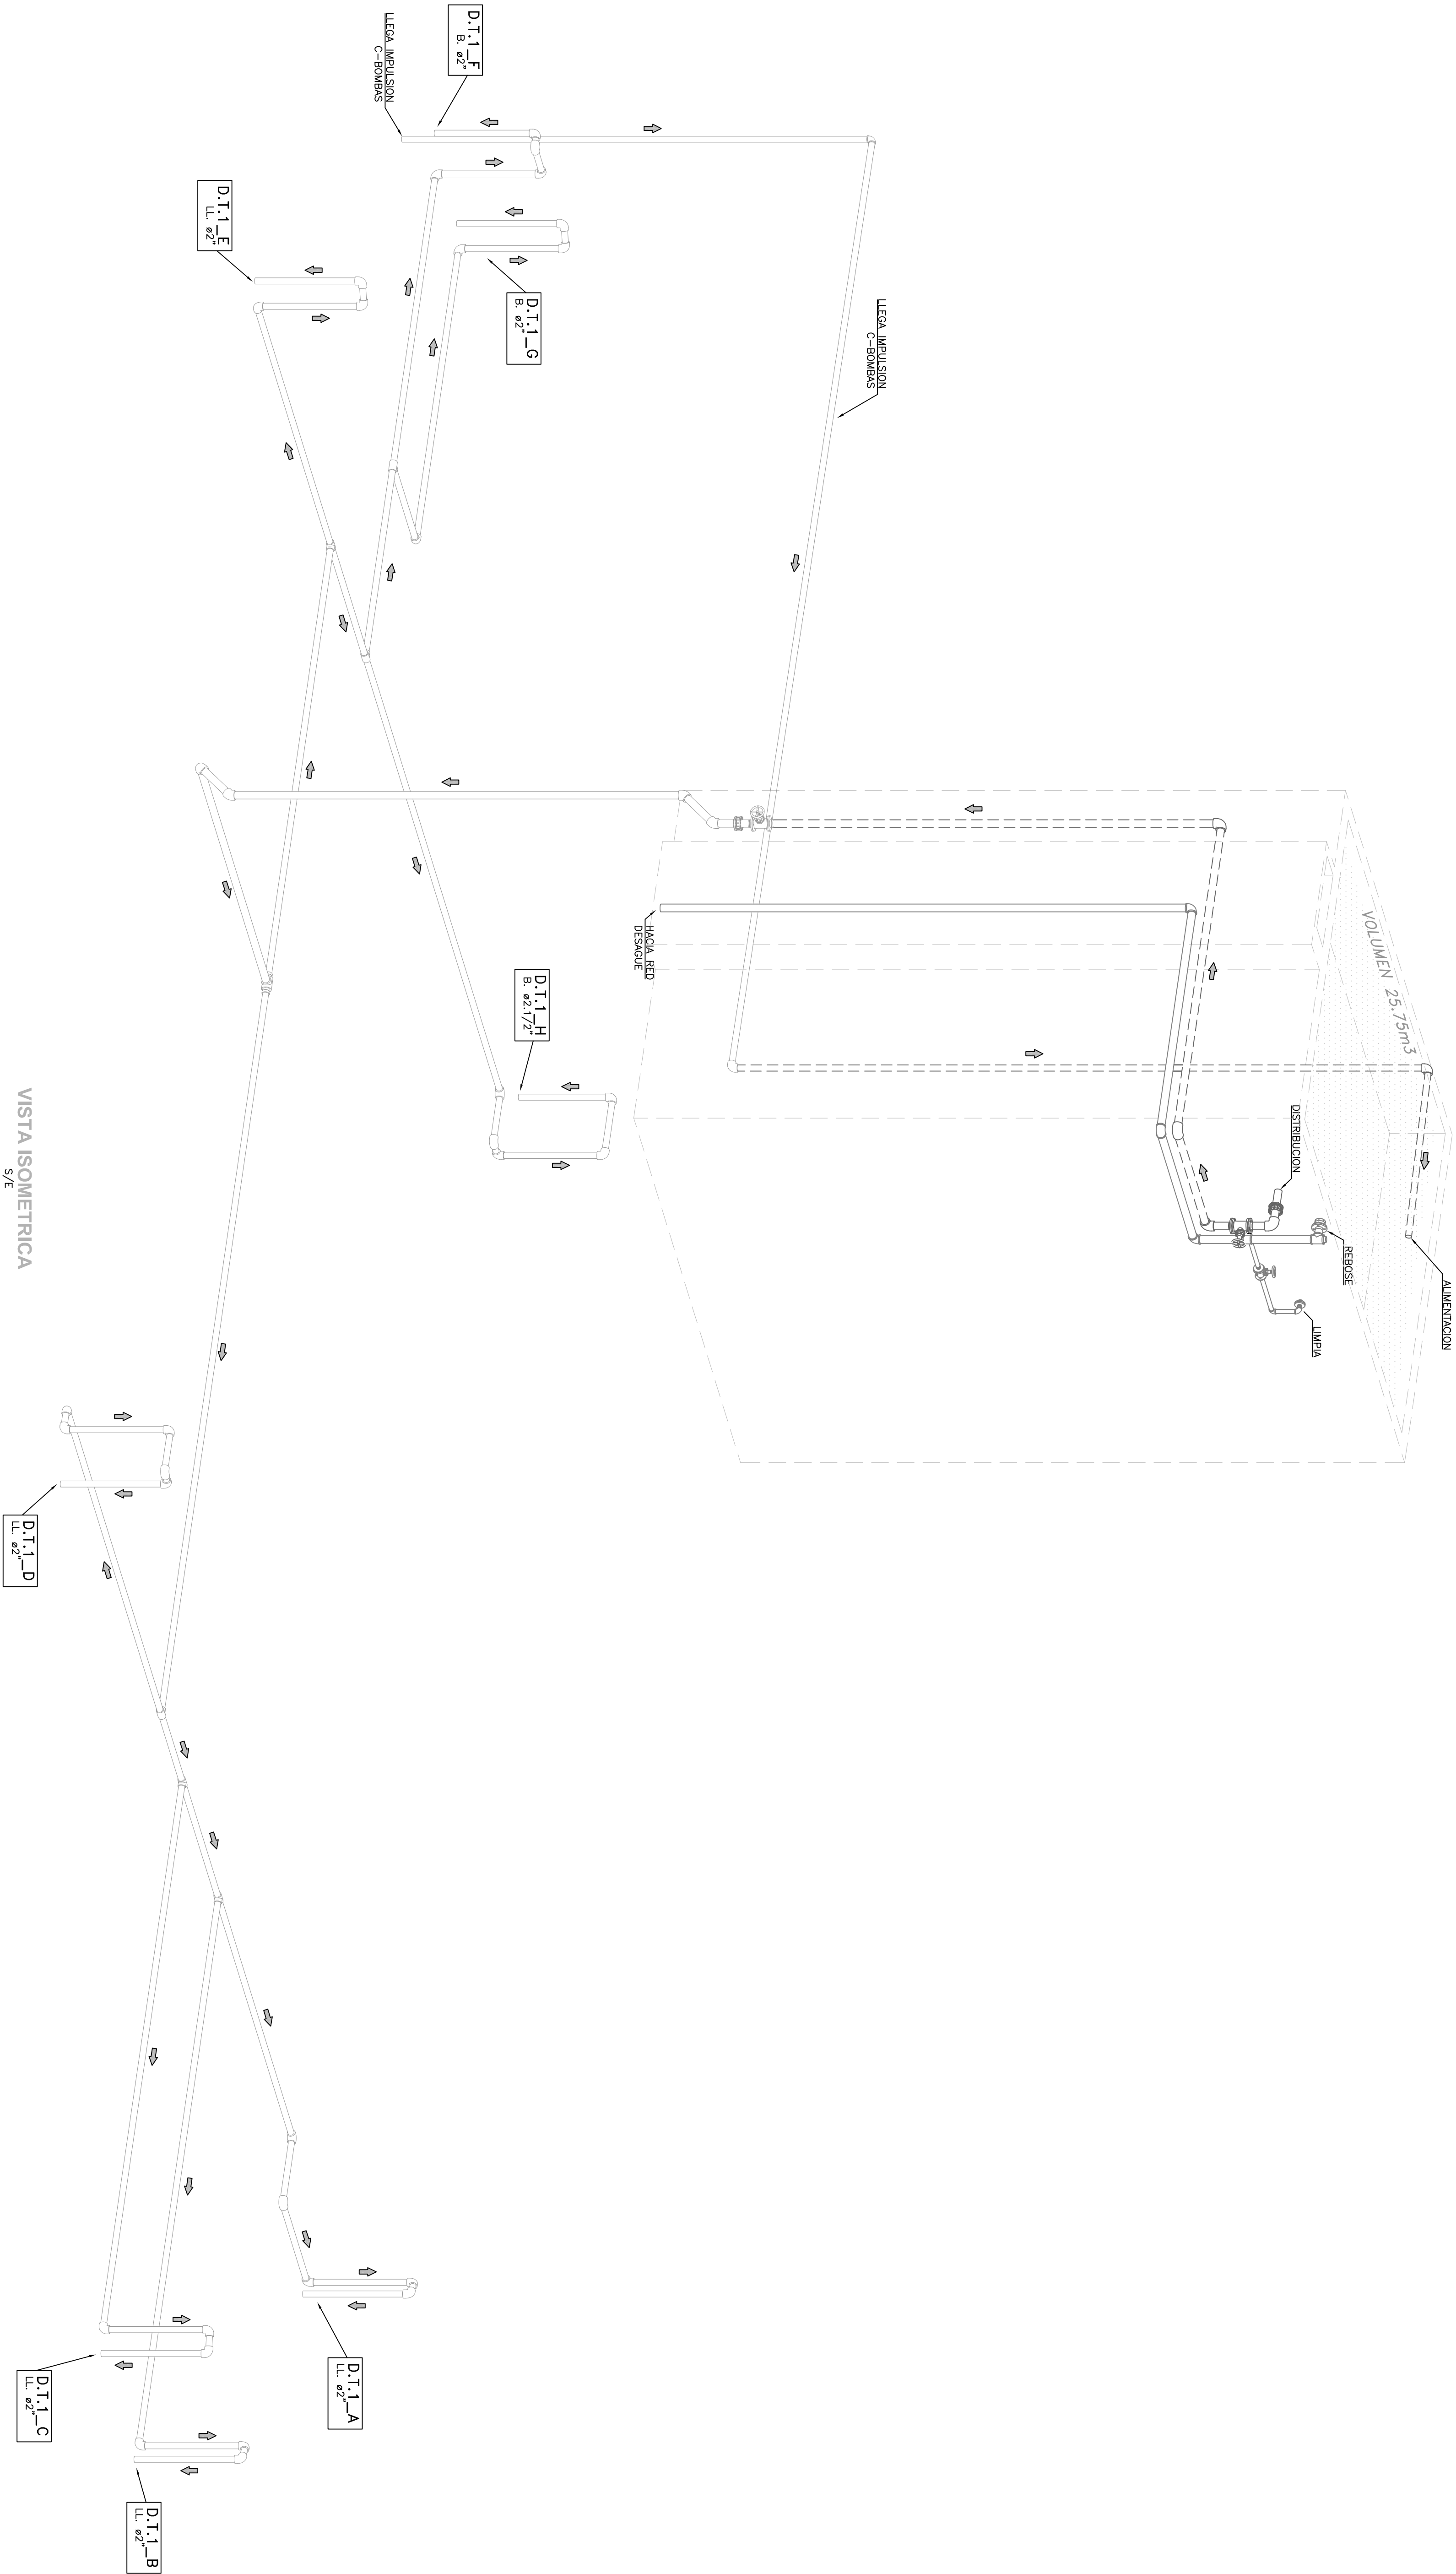 ALIMENTACION
VOLUMEN 25.75m3
REBOSE
LIMPIA
DISTRIBUCION
LLEGA IMPULSION
C-BOMBAS
HACIA RED
DESAGUE
D.T.1_G
B. ø2"
D.T.1_H
B. ø2.1/2"
D.T.1_F
B. ø2"
LLEGA IMPULSION
C-BOMBAS
D.T.1_A
LL. ø2"
D.T.1_E
LL. ø2"
D.T.1_B
LL. ø2"
D.T.1_C
LL. ø2"
D.T.1_D
LL. ø2"
VISTA ISOMETRICA
S/E